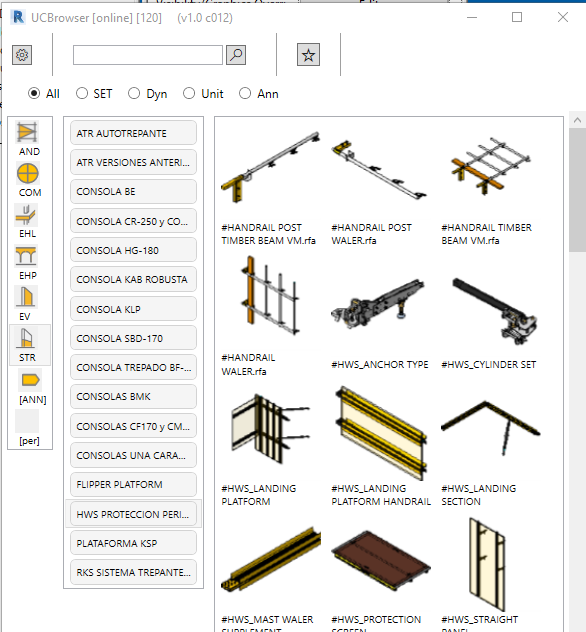 UCBrowser [online] [120] (v1.0 c012)
All SET Dyn Unit Ann
AND
COM
EHL
EHP
EV
STR
[ANN]
[per]
ATR AUTOTREPANTE
ATR VERSIONES ANTERI...
CONSOLA BE
CONSOLA CR-250 y CO...
CONSOLA HG-180
CONSOLA KAB ROBUSTA
CONSOLA KLP
CONSOLA SBD-170
CONSOLA TREPADO BF-...
CONSOLAS BMK
CONSOLAS CF170 y CM...
CONSOLAS UNA CARA...
FLIPPER PLATFORM
HWS PROTECCION PERI...
PLATAFORMA KSP
RKS SISTEMA TREPANTE...
#HANDRAIL POST
TIMBER BEAM VM.rfa
#HANDRAIL POST
WALER.rfa
#HANDRAIL TIMBER
BEAM VM.rfa
#HANDRAIL
WALER.rfa
#HWS_ANCHOR TYPE
#HWS_CYLINDER SET
#HWS_LANDING
PLATFORM
#HWS_LANDING
PLATFORM HANDRAIL
#HWS_LANDING
SECTION
#HWS_MAST WALER
SUPPLEMENT
#HWS_PROTECTION
SCREEN
#HWS_STRAIGHT
PANEL